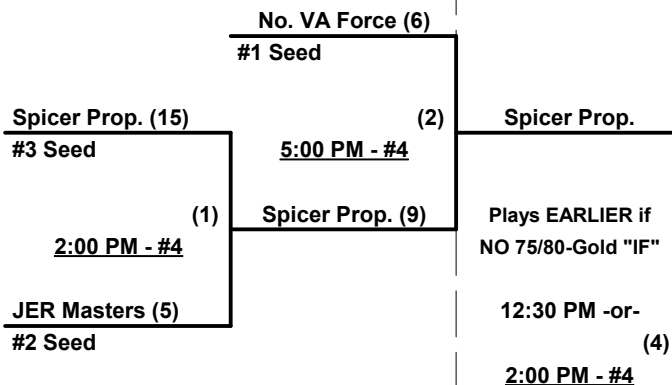 No. VA Force (6)
#1 Seed
Spicer Prop. (15)
(2)
Spicer Prop.
#3 Seed
5:00 PM - #4
(1)
Spicer Prop. (9)
Plays EARLIER if
2:00 PM - #4
NO 75/80-Gold "IF"
JER Masters (5)
12:30 PM -or-
#2 Seed
(4)
2:00 PM - #4